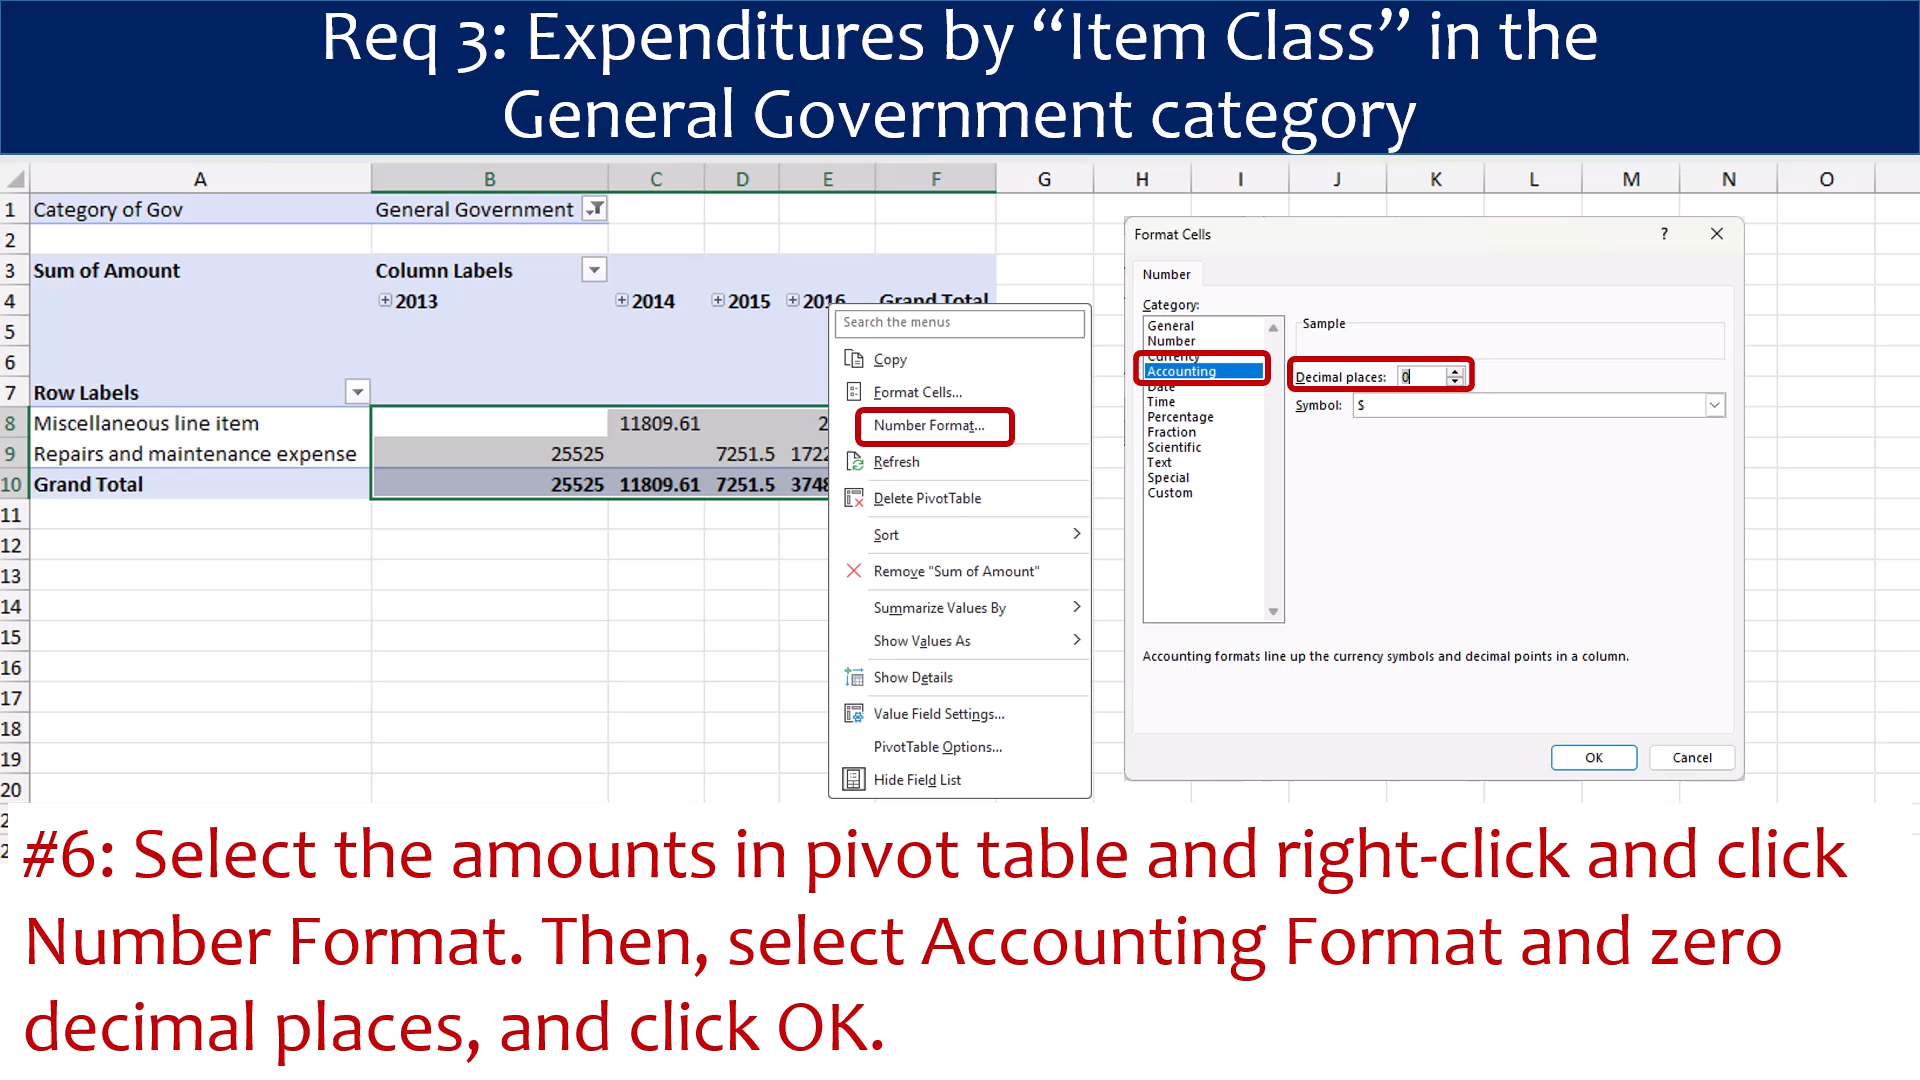 Req 3: Expenditures by “Item Class” in the
General Government category
A B C D E F G H I J K L M N O
1 Category of Gov General Government
2
3 Sum of Amount Column Labels
4 2013 2014 2015 2016 Grand Total
5
6
7 Row Labels
8 Miscellaneous line item 11809.61 2
9 Repairs and maintenance expense 25525 7251.5 1722
10 Grand Total 25525 11809.61 7251.5 3748
11
12
13
14
15
16
17
18
19
20
Search the menus
Copy
Format Cells...
Number Format...
Refresh
Delete PivotTable
Sort
Remove "Sum of Amount"
Summarize Values By
Show Values As
Show Details
Value Field Settings...
PivotTable Options...
Hide Field List
Format Cells ?
Number
Category:
General
Number
Currency
Accounting
Date
Time
Percentage
Fraction
Scientific
Text
Special
Custom
Sample
Decimal places: 0
Symbol: $
Accounting formats line up the currency symbols and decimal points in a column.
OK Cancel
#6: Select the amounts in pivot table and right-click and click
Number Format. Then, select Accounting Format and zero
decimal places, and click OK.